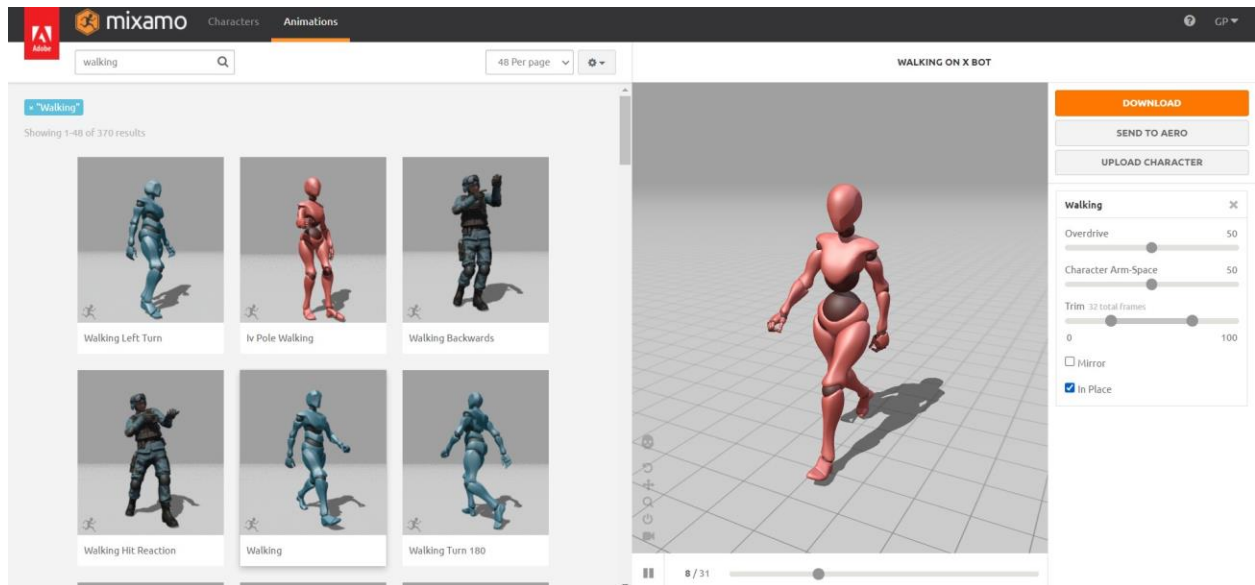 Adobe
mixamo
Characters
Animations
GP
walking
48 Per page
WALKING ON X BOT
× "Walking"
Showing 1-48 of 370 results
Walking Left Turn
Iv Pole Walking
Walking Backwards
Walking Hit Reaction
Walking
Walking Turn 180
DOWNLOAD
SEND TO AERO
UPLOAD CHARACTER
Walking
Overdrive 50
Character Arm-Space 50
Trim 32 total frames
0 100
Mirror
In Place
8 / 31